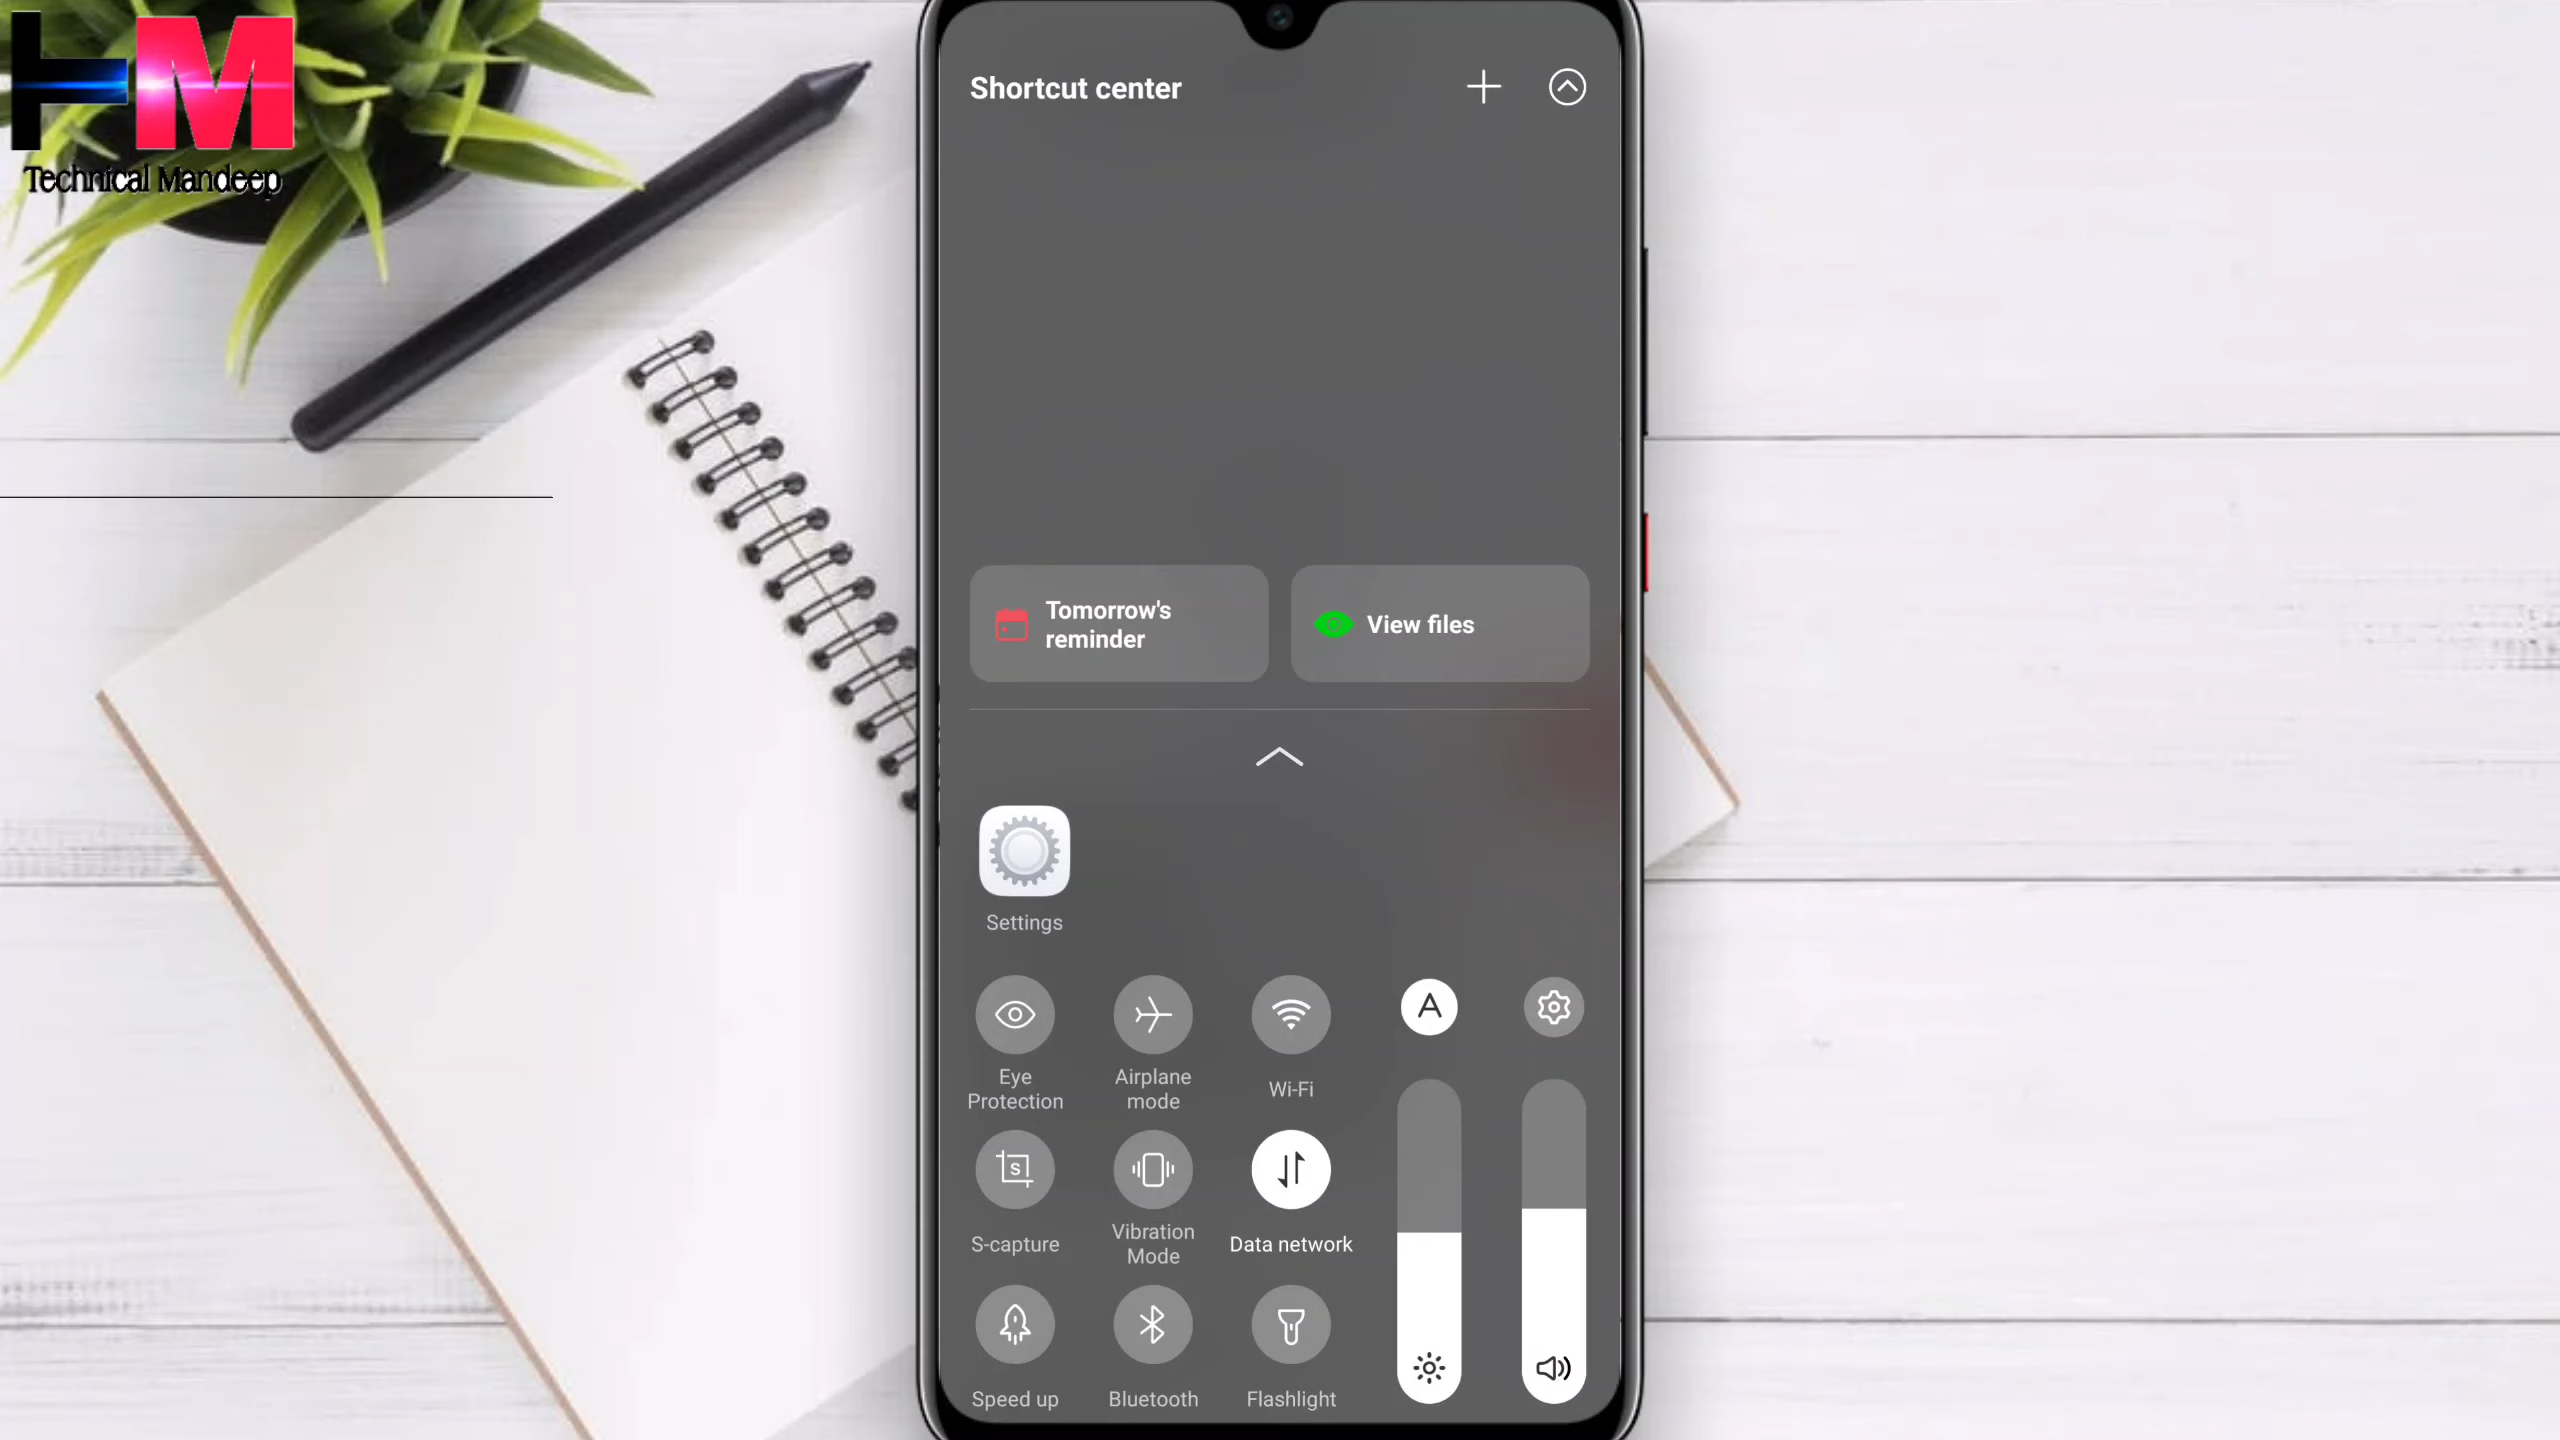 HM
Technical Mandeep
Shortcut center
Tomorrow's
reminder
View files
Settings
A
Eye
Protection
Airplane
mode
Wi-Fi
S
S-capture
Vibration
Mode
Data network
Speed up
Bluetooth
Flashlight